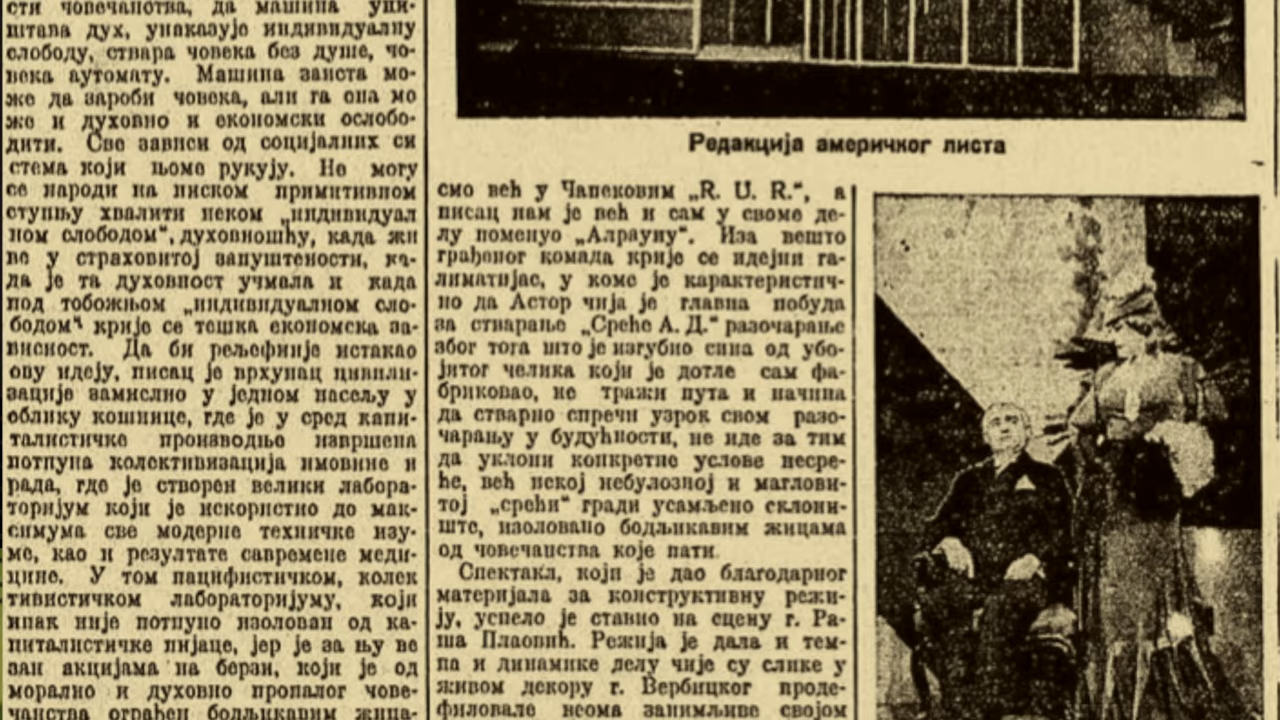 сти човечанства, да машина уни-
штава дух, унаказује индивидуалну
слободу, ствара човека без душе, чо-
века аутомату. Машина заиста мо-
же да зароби човека, али га она мо
же и духовно и економски ослобо-
дити. Све зависи од социјалних си
стема који њоме рукују. Не могу
се народи на ниском примитивном
ступњу хвалити неком „индивидуал
ном слободом“, духовношћу, када жи
ве у страховитој запуштености, ка-
да је та духовност учмала и када
под тобожњом „индивидуалном сло-
бодом“ крије се тешка економска за-
висност. Да би рељефније истакао
ову идеју, писац је врхунац цивили-
зације замислио у једном насељу у
облику кошнице, где је у сред капи-
талистичке производње извршена
потпуна колективизација имовине и
рада, где је створен велики лабора-
торијум који је искористио до мак-
симума све модерне техничке изу-
ме, као и резултате савремене меди-
цине. У том пацифистичком, колек
тивистичком лабораторијуму, који
ипак није потпуно изолован од ка-
питалистичке пијаце, јер је за њу ве
зан акцијама на берзи, који је од
морално и духовно пропалог чове-
чанства ограђен бодљикавим жица-
Редакција америчког листа
смо већ у Чапековим „R. U. R.“, а
писац нам је већ и сам у своме де-
лу поменуо „Алрауну“. Иза вешто
грађеног комада крије се идејни га-
лиматијас, у коме је карактеристич-
но да Астор чија је главна побуда
за стварање „Среће А. Д.“ разочарање
због тога што је изгубио сина од убо-
јитог челика који је дотле сам фа-
бриковао, не тражи пута и начина
да стварно спречи узрок свом разо-
чарању у будућности, не иде за тим
да уклони конкретне услове несре-
ће, већ некој небулозној и магловн-
тој „срећи“ гради усамљено склони-
ште, изоловано бодљикавим жицама
од човечанства које пати.
Спектакл, који је дао благодарног
материјала за конструктивну режи-
ју, успело је ставио на сцену г. Ра-
ша Плаовић. Режија је дала и тем-
па и динамике делу чије су слике у
живом декору г. Вербицког проде-
филовале веома занимљиве својом